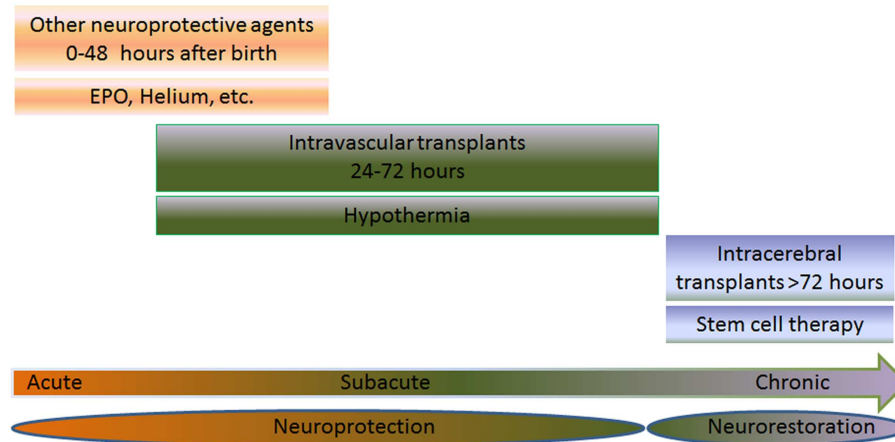 Other neuroprotective agents
0-48 hours after birth
EPO, Helium, etc.
Intravascular transplants
24-72 hours
Hypothermia
Intracerebral
transplants >72 hours
Stem cell therapy
Acute Subacute Chronic
Neuroprotection Neurorestoration